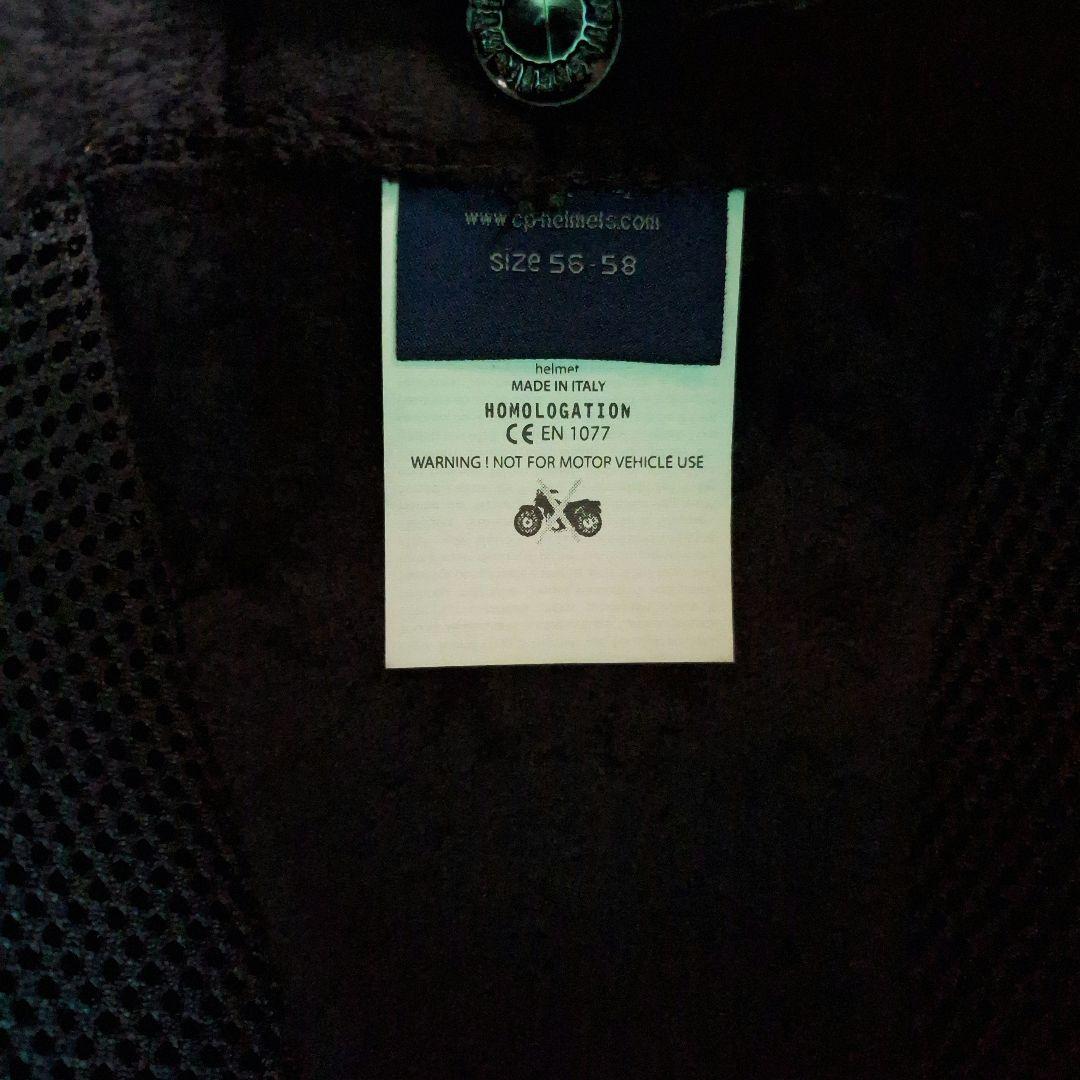 www.cp-helmets.com
size 56-58
helmet
MADE IN ITALY
HOMOLOGATION
CE EN 1077
WARNING ! NOT FOR MOTOR VEHICLE USE